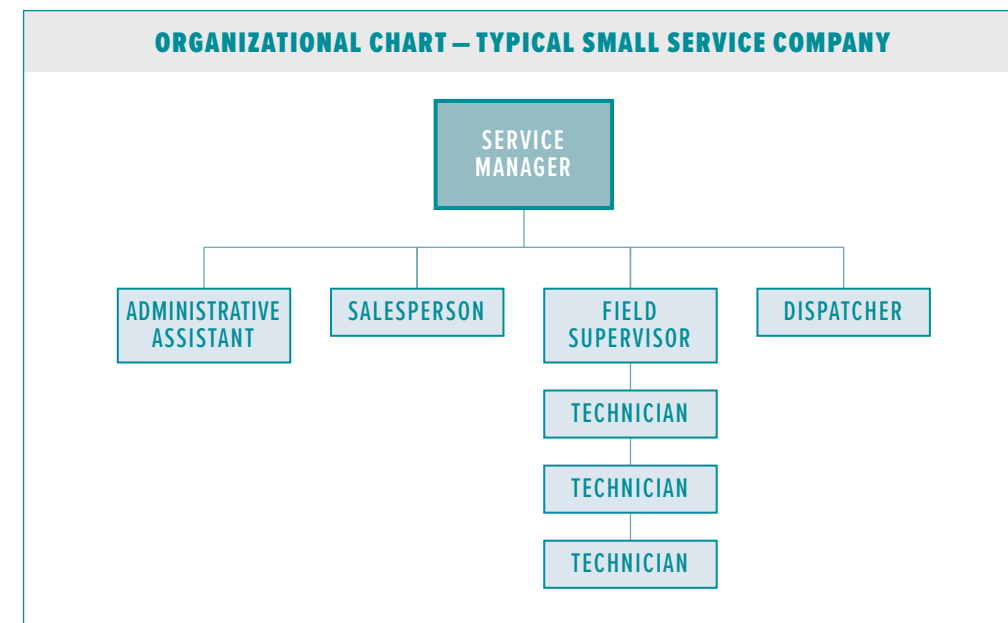 ORGANIZATIONAL CHART – TYPICAL SMALL SERVICE COMPANY
SERVICE
MANAGER
ADMINISTRATIVE
ASSISTANT
SALESPERSON
FIELD
SUPERVISOR
DISPATCHER
TECHNICIAN
TECHNICIAN
TECHNICIAN